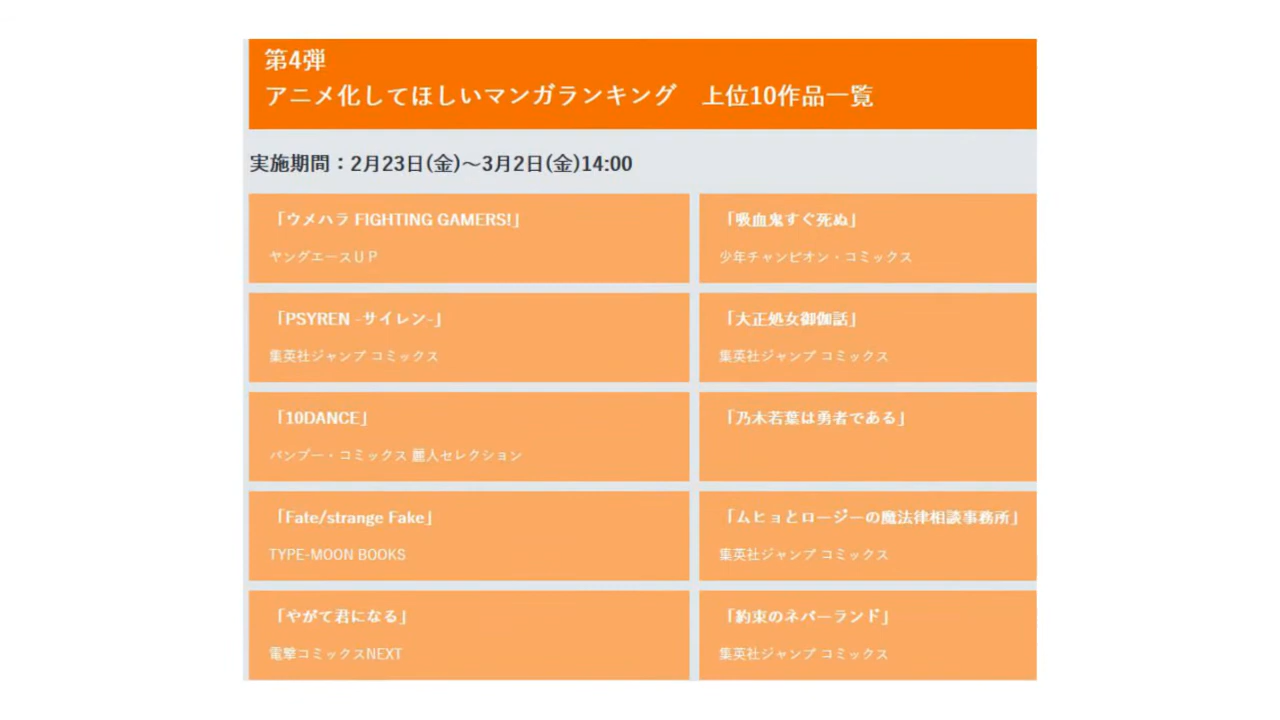 第4弾
アニメ化してほしいマンガランキング　上位10作品一覧
実施期間：2月23日(金)～3月2日(金)14:00
「ウメハラ FIGHTING GAMERS!」
ヤングエースＵＰ
「吸血鬼すぐ死ぬ」
少年チャンピオン・コミックス
「PSYREN -サイレン-」
集英社ジャンプ コミックス
「大正処女御伽話」
集英社ジャンプ コミックス
「10DANCE」
バンブー・コミックス 麗人セレクション
「乃木若葉は勇者である」
「Fate/strange Fake」
TYPE-MOON BOOKS
「ムヒョとロージーの魔法律相談事務所」
集英社ジャンプ コミックス
「やがて君になる」
電撃コミックスNEXT
「約束のネバーランド」
集英社ジャンプ コミックス